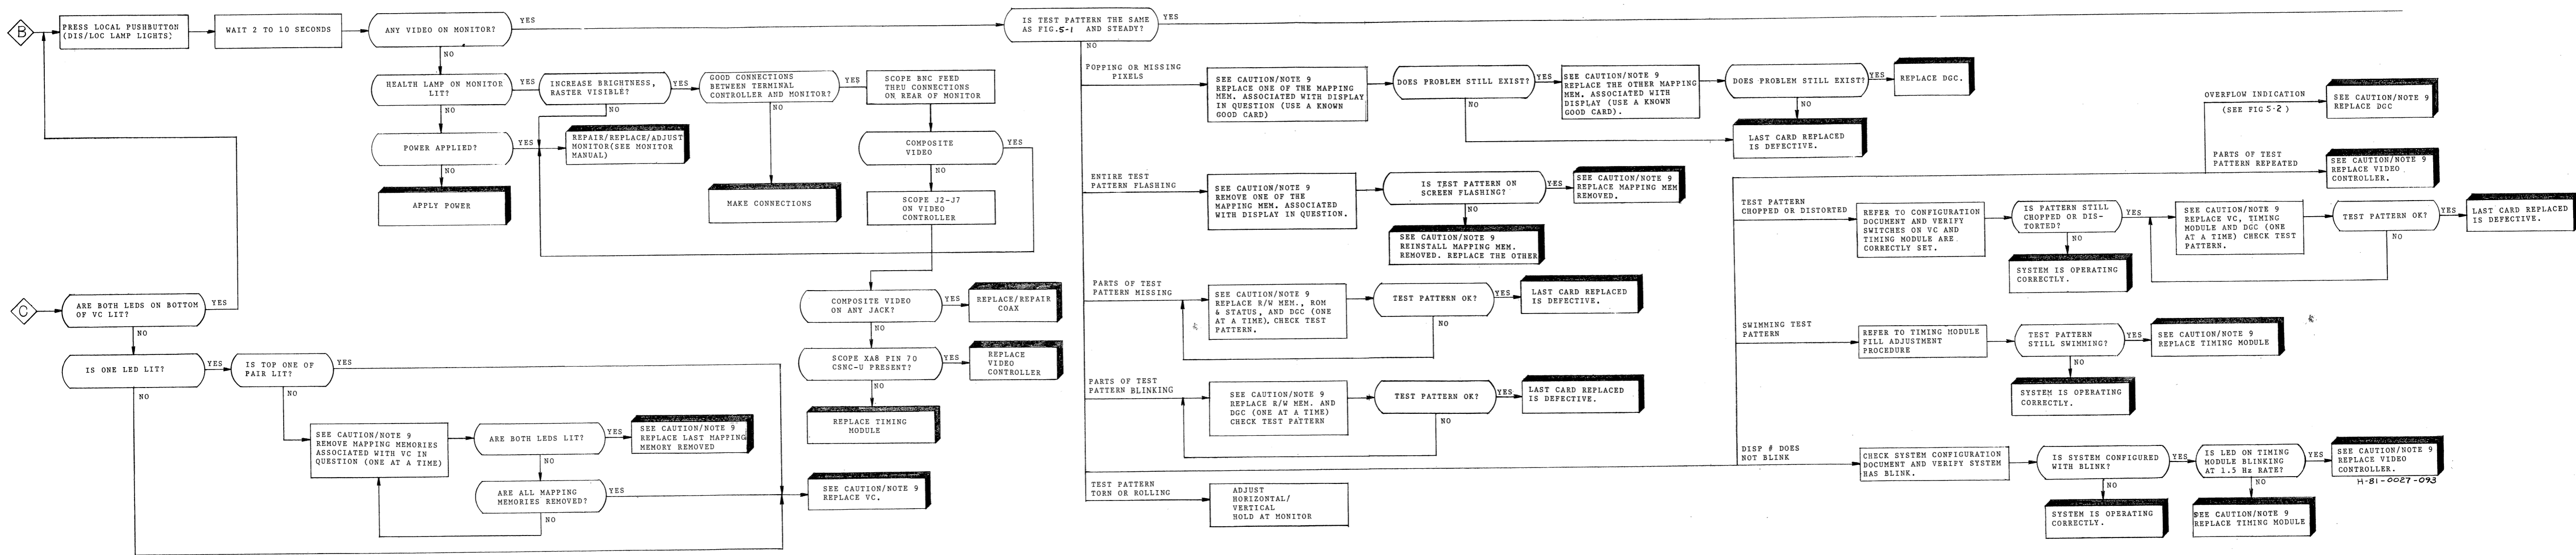 B
PRESS LOCAL PUSHBUTTON
(DIS/LOC LAMP LIGHTS)
WAIT 2 TO 10 SECONDS
ANY VIDEO ON MONITOR?
YES
NO
HEALTH LAMP ON MONITOR
LIT?
YES
NO
INCREASE BRIGHTNESS,
RASTER VISIBLE?
YES
NO
GOOD CONNECTIONS
BETWEEN TERMINAL
CONTROLLER AND MONITOR?
YES
NO
SCOPE BNC FEED
THRU CONNECTIONS
ON REAR OF MONITOR
POWER APPLIED?
YES
NO
REPAIR/REPLACE/ADJUST
MONITOR(SEE MONITOR
MANUAL)
COMPOSITE
VIDEO
YES
NO
APPLY POWER
MAKE CONNECTIONS
SCOPE J2-J7
ON VIDEO
CONTROLLER
COMPOSITE VIDEO
ON ANY JACK?
YES
NO
REPLACE/REPAIR
COAX
SCOPE XA8 PIN 70
CSNC-U PRESENT?
YES
NO
REPLACE
VIDEO
CONTROLLER
REPLACE TIMING
MODULE
C
ARE BOTH LEDS ON BOTTOM
OF VC LIT?
YES
NO
IS ONE LED LIT?
YES
NO
IS TOP ONE OF
PAIR LIT?
YES
NO
SEE CAUTION/NOTE 9
REMOVE MAPPING MEMORIES
ASSOCIATED WITH VC IN
QUESTION (ONE AT A TIME)
ARE BOTH LEDS LIT?
YES
NO
SEE CAUTION/NOTE 9
REPLACE LAST MAPPING
MEMORY REMOVED
ARE ALL MAPPING
MEMORIES REMOVED?
YES
NO
SEE CAUTION/NOTE 9
REPLACE VC.
IS TEST PATTERN THE SAME
AS FIG.5-1 AND STEADY?
YES
NO
POPPING OR MISSING
PIXELS
SEE CAUTION/NOTE 9
REPLACE ONE OF THE MAPPING
MEM. ASSOCIATED WITH DISPLAY
IN QUESTION (USE A KNOWN
GOOD CARD)
DOES PROBLEM STILL EXIST?
YES
NO
SEE CAUTION/NOTE 9
REPLACE THE OTHER MAPPING
MEM. ASSOCIATED WITH
DISPLAY (USE A KNOWN
GOOD CARD).
DOES PROBLEM STILL EXIST?
YES
NO
REPLACE DGC.
LAST CARD REPLACED
IS DEFECTIVE.
ENTIRE TEST
PATTERN FLASHING
SEE CAUTION/NOTE 9
REMOVE ONE OF THE
MAPPING MEM. ASSOCIATED
WITH DISPLAY IN QUESTION.
IS TEST PATTERN ON
SCREEN FLASHING?
YES
NO
SEE CAUTION/NOTE 9
REPLACE MAPPING MEM
REMOVED.
SEE CAUTION/NOTE 9
REINSTALL MAPPING MEM.
REMOVED. REPLACE THE OTHER
PARTS OF TEST
PATTERN MISSING
SEE CAUTION/NOTE 9
REPLACE R/W MEM., ROM
& STATUS, AND DGC (ONE
AT A TIME), CHECK TEST
PATTERN.
TEST PATTERN OK?
YES
NO
LAST CARD REPLACED
IS DEFECTIVE.
PARTS OF TEST
PATTERN BLINKING
SEE CAUTION/NOTE 9
REPLACE R/W MEM. AND
DGC (ONE AT A TIME)
CHECK TEST PATTERN
TEST PATTERN OK?
YES
NO
LAST CARD REPLACED
IS DEFECTIVE.
TEST PATTERN
TORN OR ROLLING
ADJUST
HORIZONTAL/
VERTICAL
HOLD AT MONITOR
OVERFLOW INDICATION
(SEE FIG 5-2)
SEE CAUTION/NOTE 9
REPLACE DGC
PARTS OF TEST
PATTERN REPEATED
SEE CAUTION/NOTE 9
REPLACE VIDEO
CONTROLLER.
TEST PATTERN
CHOPPED OR DISTORTED
REFER TO CONFIGURATION
DOCUMENT AND VERIFY
SWITCHES ON VC AND
TIMING MODULE ARE
CORRECTLY SET.
IS PATTERN STILL
CHOPPED OR DIS-
TORTED?
YES
NO
SEE CAUTION/NOTE 9
REPLACE VC, TIMING
MODULE AND DGC (ONE
AT A TIME) CHECK TEST
PATTERN.
TEST PATTERN OK?
YES
NO
LAST CARD REPLACED
IS DEFECTIVE.
SYSTEM IS OPERATING
CORRECTLY.
SWIMMING TEST
PATTERN
REFER TO TIMING MODULE
FILL ADJUSTMENT
PROCEDURE
TEST PATTERN
STILL SWIMMING?
YES
NO
SEE CAUTION/NOTE 9
REPLACE TIMING MODULE
SYSTEM IS OPERATING
CORRECTLY.
DISP # DOES
NOT BLINK
CHECK SYSTEM CONFIGURATION
DOCUMENT AND VERIFY SYSTEM
HAS BLINK.
IS SYSTEM CONFIGURED
WITH BLINK?
YES
NO
IS LED ON TIMING
MODULE BLINKING
AT 1.5 Hz RATE?
YES
NO
SEE CAUTION/NOTE 9
REPLACE VIDEO
CONTROLLER.
H-81-0027-093
SYSTEM IS OPERATING
CORRECTLY.
SEE CAUTION/NOTE 9
REPLACE TIMING MODULE